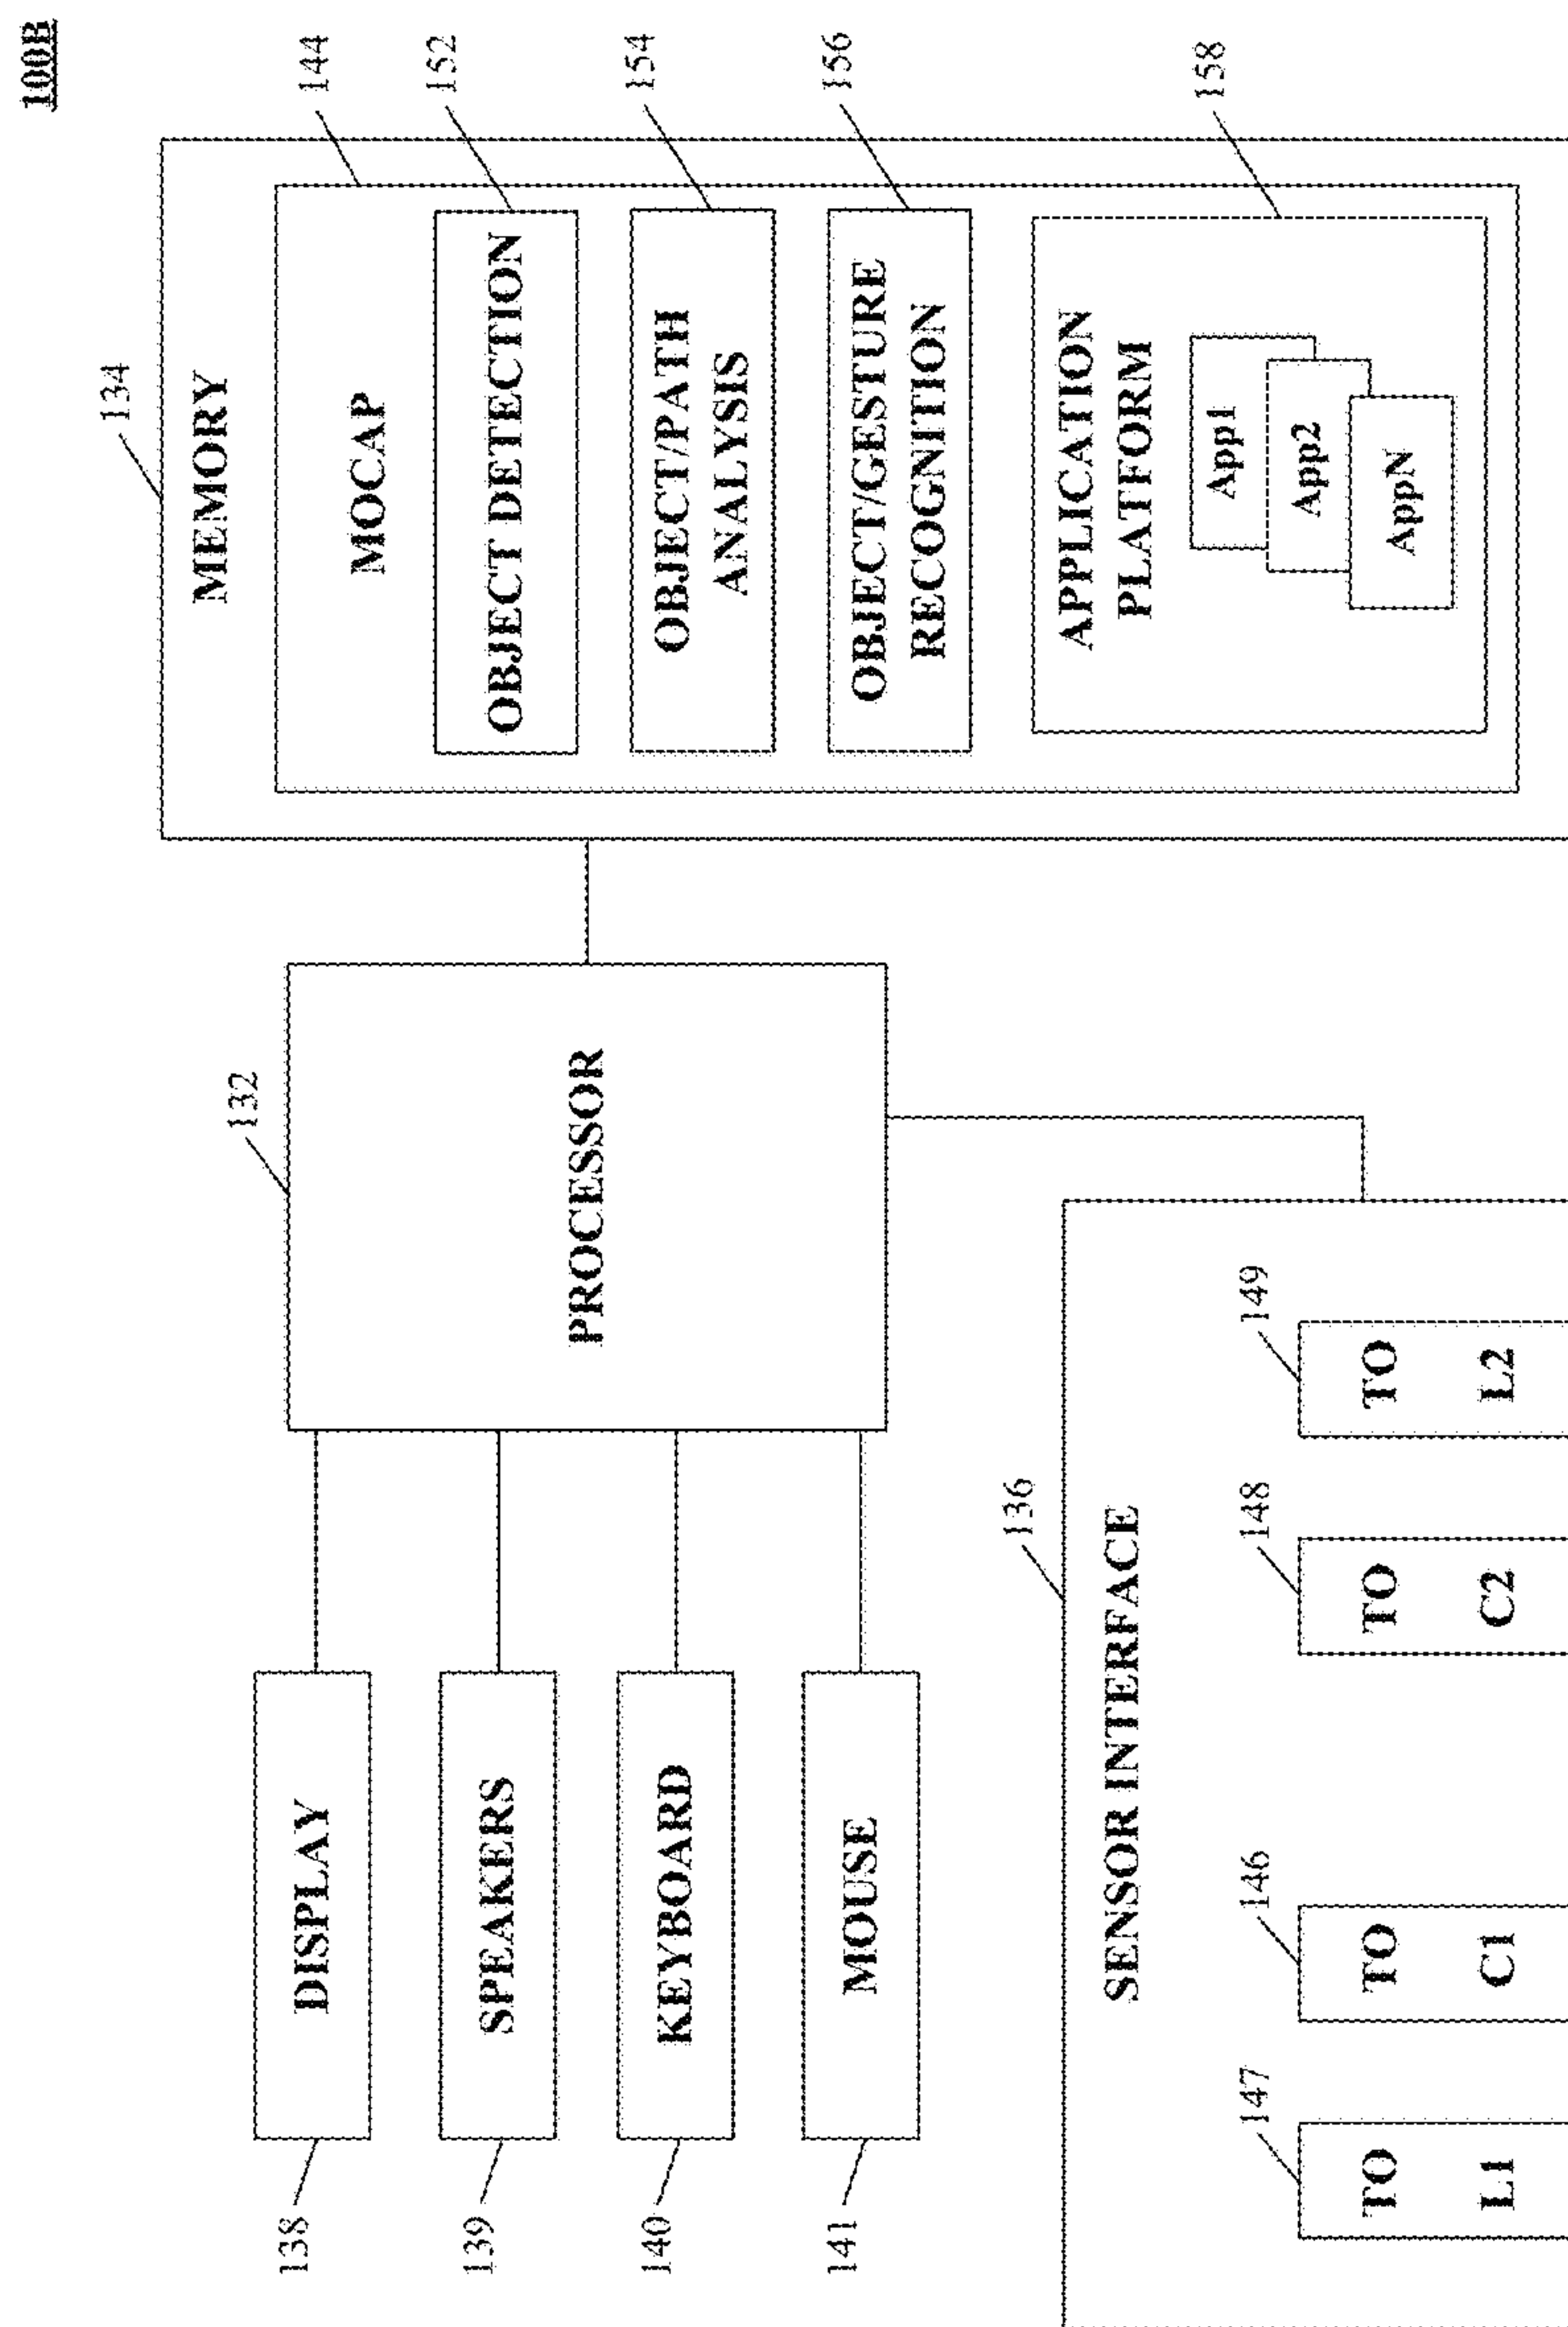 100B
138
DISPLAY
139
SPEAKERS
140
KEYBOARD
141
MOUSE
132
PROCESSOR
134
MEMORY
144
MOCAP
152
OBJECT DETECTION
154
OBJECT/PATH
ANALYSIS
156
OBJECT/GESTURE
RECOGNITION
158
APPLICATION
PLATFORM
App1
App2
AppN
136
SENSOR INTERFACE
147
TO
L1
146
TO
C1
148
TO
C2
149
TO
L2